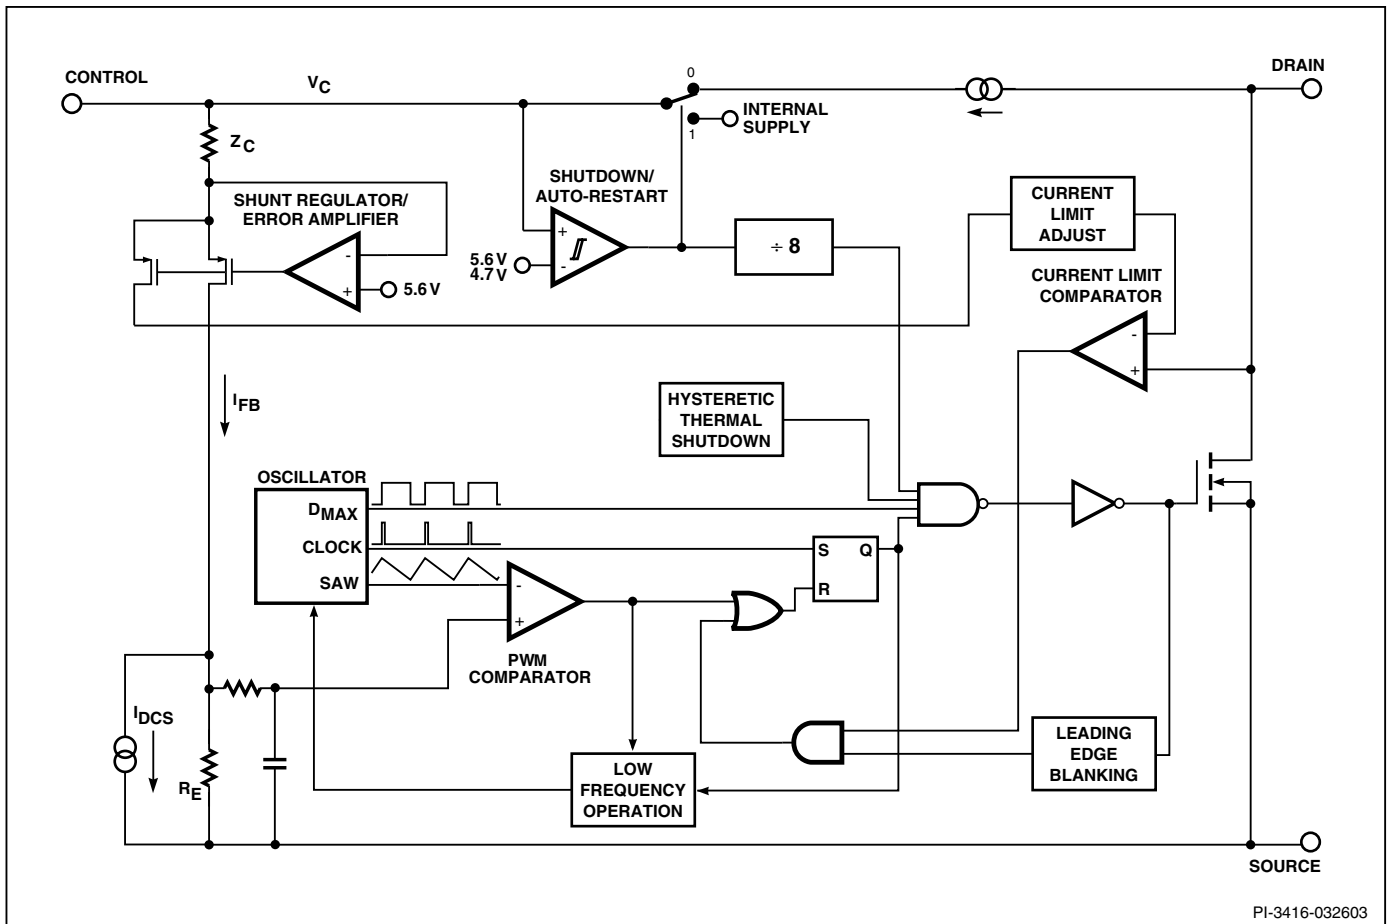 CONTROL
VC
0
DRAIN
INTERNAL
SUPPLY
1
ZC
SHUNT REGULATOR/
ERROR AMPLIFIER
-
+
5.6 V
SHUTDOWN/
AUTO-RESTART
+
-
5.6 V
4.7 V
÷ 8
CURRENT
LIMIT
ADJUST
CURRENT LIMIT
COMPARATOR
-
+
IFB
HYSTERETIC
THERMAL
SHUTDOWN
OSCILLATOR
DMAX
CLOCK
SAW
-
+
PWM
COMPARATOR
S
Q
R
IDCS
RE
LOW
FREQUENCY
OPERATION
LEADING
EDGE
BLANKING
SOURCE
PI-3416-032603